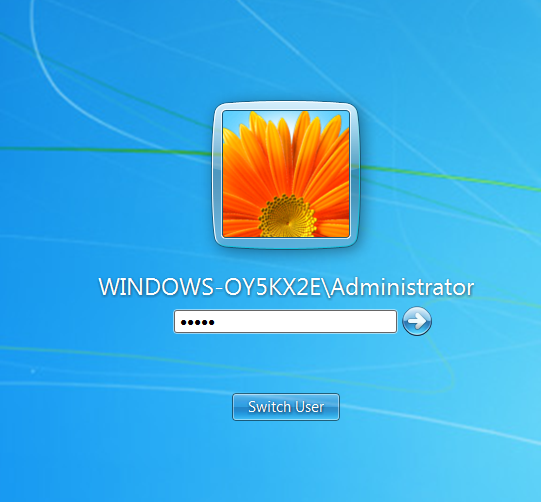 WINDOWS-OY5KX2E\Administrator
•••••
Switch User